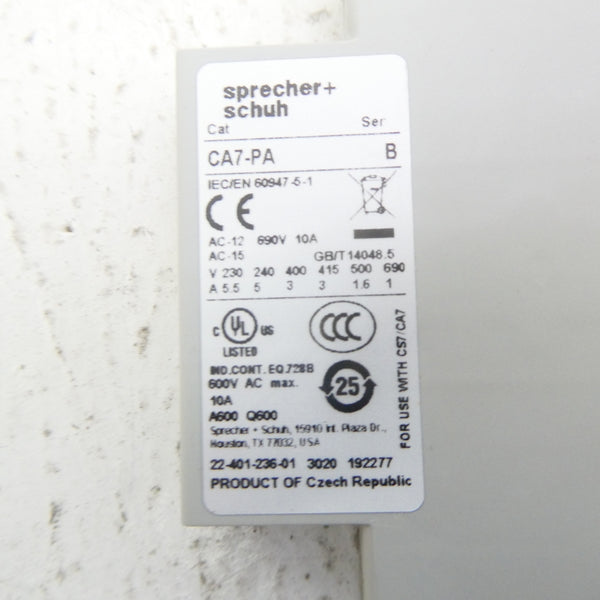 sprecher+
schuh
Cat Ser
CA7-PA B
IEC/EN 60947-5-1
CE
AC-12 690V 10A
AC-15 GB/T14048.5
V 230 240 400 415 500 690
A 5.5 5 3 3 1.6 1
c UL US CCC
LISTED
IND.CONT. EQ.728B
600V AC max. 25
10A
A600 Q600
Sprecher + Schuh, 15910 Int. Plaza Dr.,
Houston, TX 77032, USA
22-401-236-01 3020 192277
PRODUCT OF Czech Republic
FOR USE WITH CS7/CA7